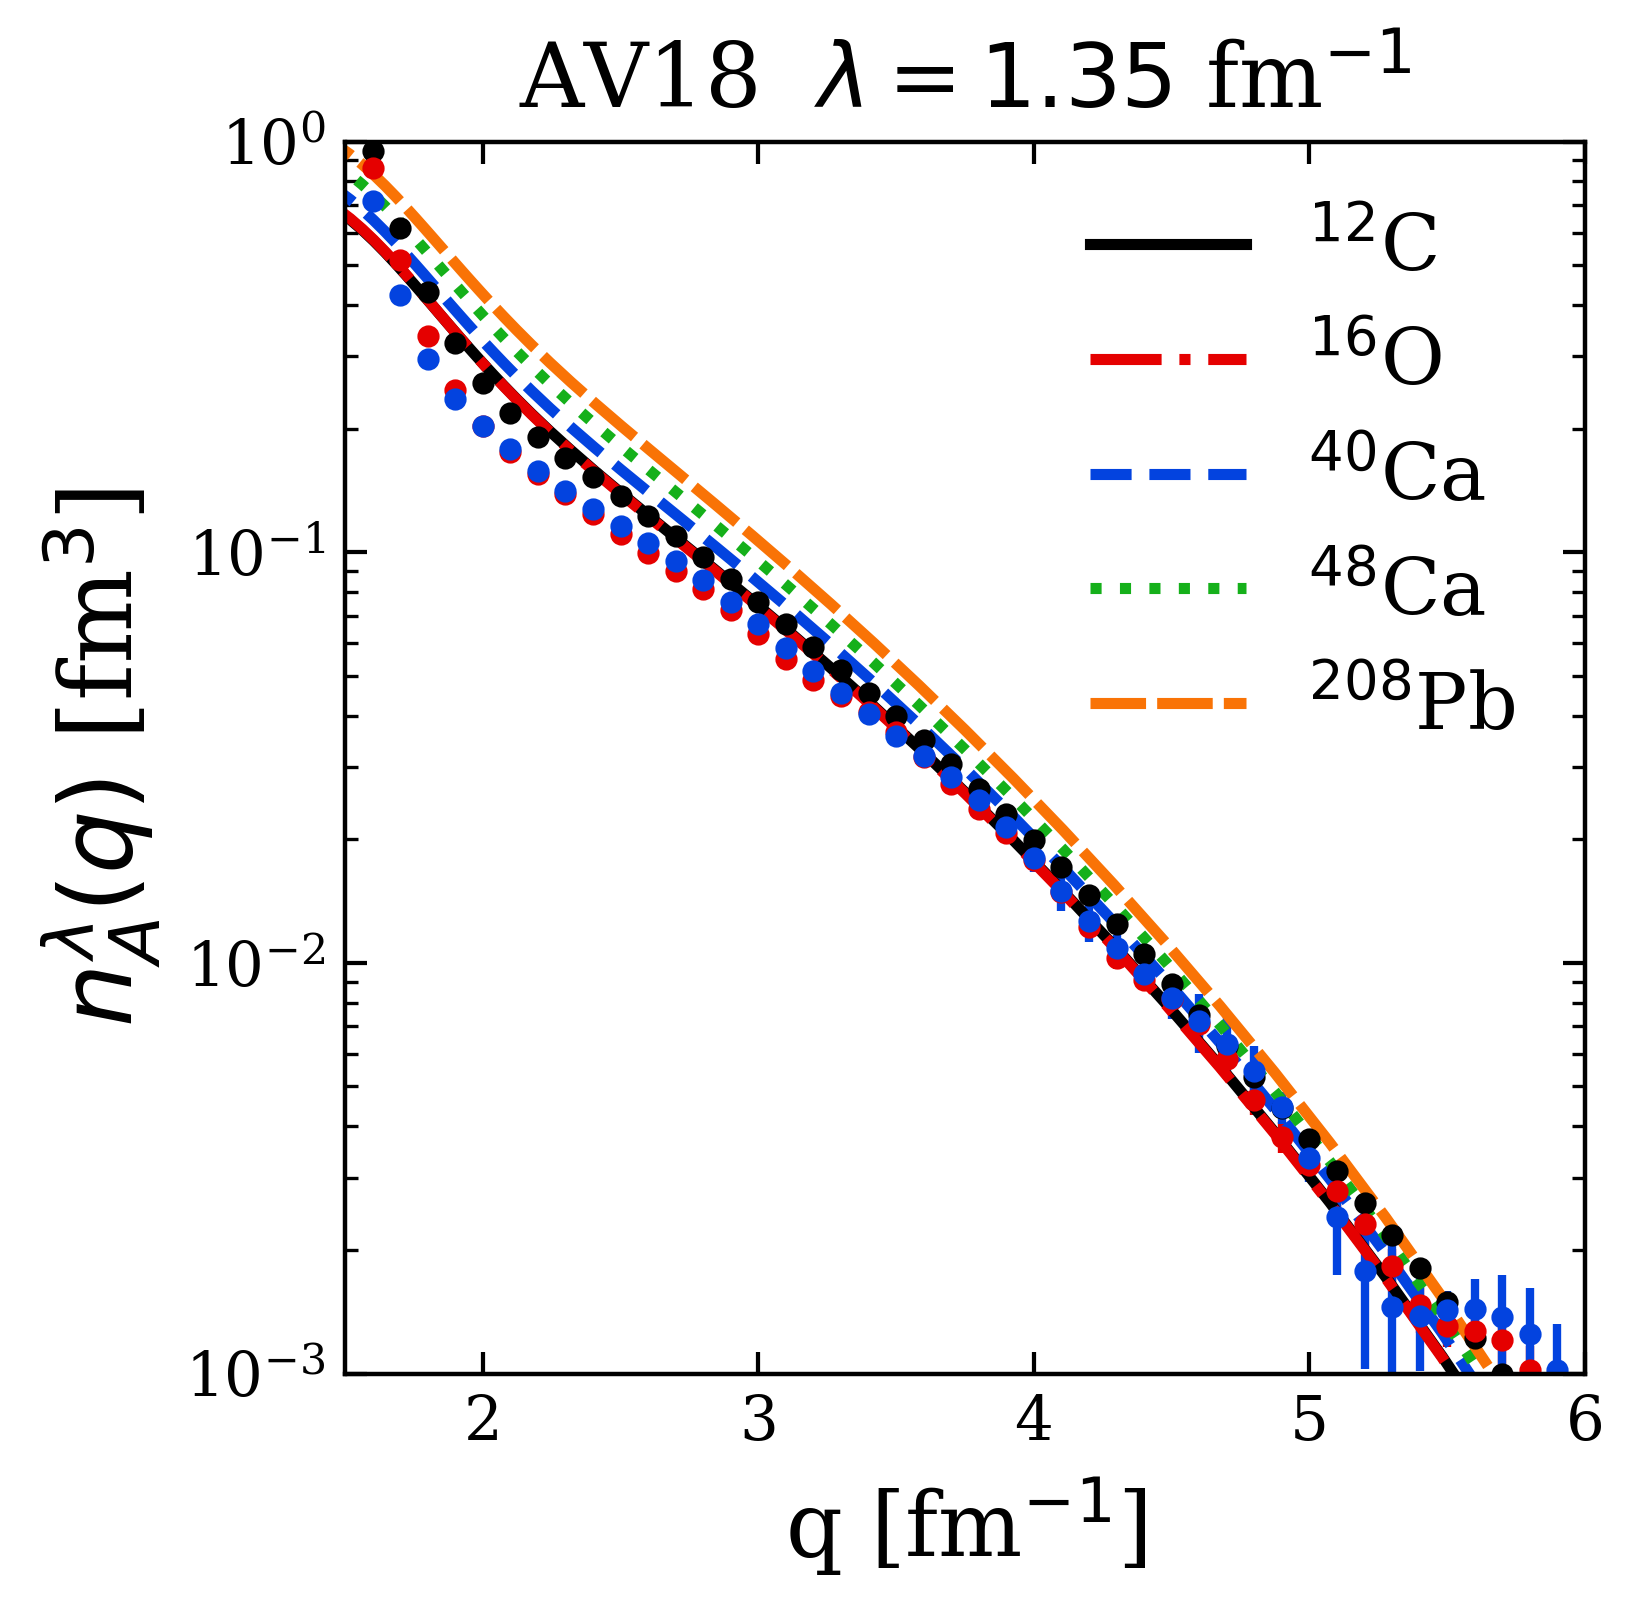 AV18 λ = 1.35 fm⁻¹
10⁰
10⁻¹
10⁻²
10⁻³
n_A^λ(q) [fm³]
¹²C
¹⁶O
⁴⁰Ca
⁴⁸Ca
²⁰⁸Pb
2 3 4 5 6
q [fm⁻¹]